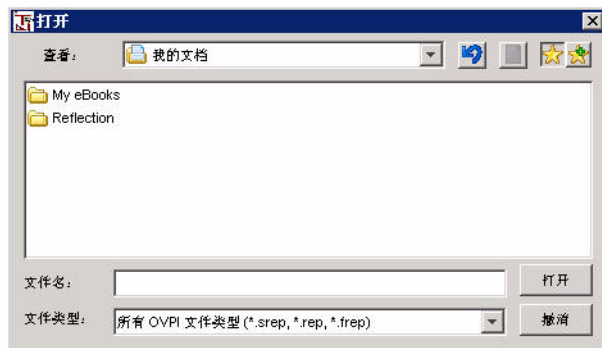 打开
查看：
我的文档
My eBooks
Reflection
文件名：
打开
文件类型：
所有 OVPI 文件类型 (*.srep, *.rep, *.frep)
撤消